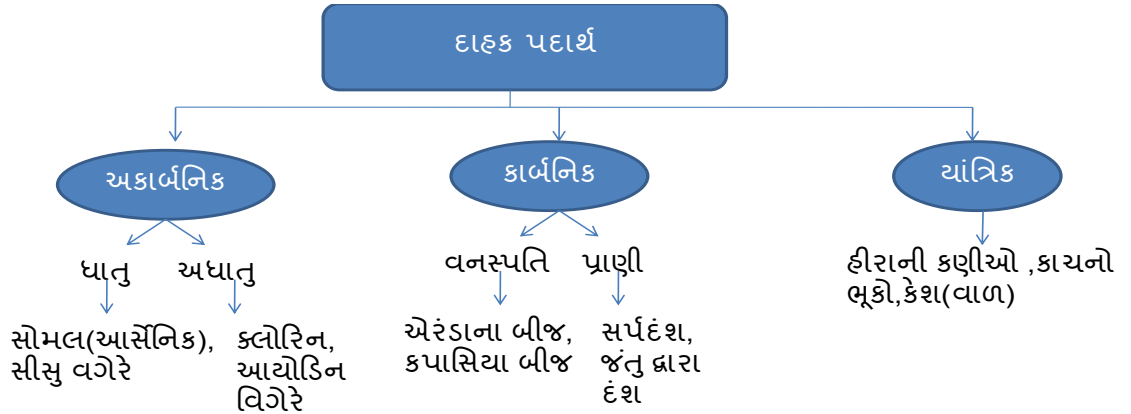 દાહક પદાર્થ
અકાર્બનિક
કાર્બનિક
યાંત્રિક
ધાતુ
અધાતુ
વનસ્પતિ
પ્રાણી
હીરાની કણીઓ ,કાચનો
ભૂકો,કેશ(વાળ)
સોમલ(આર્સેનિક),
સીસુ વગેરે
ક્લોરિન,
આયોડિન
વિગેરે
એરંડાના બીજ,
કપાસિયા બીજ
સર્પદંશ,
જંતુ દ્વારા
દંશ